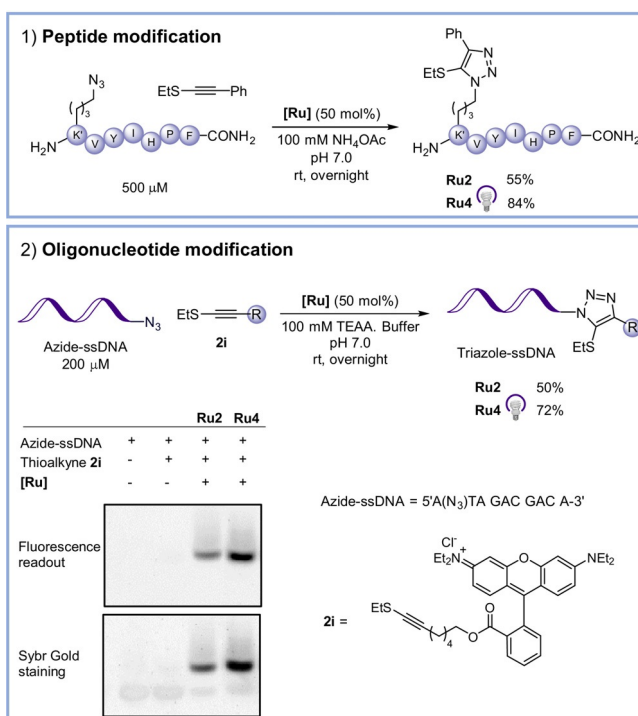 1) Peptide modification
Ph
N
N
N
EtS
N3
EtS
Ph
[Ru] (50 mol%)
100 mM NH4OAc
pH 7.0
rt, overnight
3
3
H2N
K'
V
Y
I
H
P
F
CONH2
H2N
K'
V
Y
I
H
P
F
CONH2
500 μM
Ru2 55%
Ru4 84%
2) Oligonucleotide modification
N3
EtS
R
[Ru] (50 mol%)
100 mM TEAA. Buffer
pH 7.0
rt, overnight
N
N
N
EtS
R
Azide-ssDNA
200 μM
2i
Triazole-ssDNA
Ru2 50%
Ru4 72%
Ru2 Ru4
Azide-ssDNA + + + +
Thioalkyne 2i - + + +
[Ru] - - + +
Fluorescence
readout
Sybr Gold
staining
Azide-ssDNA = 5'A(N3)TA GAC GAC A-3'
Cl-
Et2N+
O
NEt2
2i =
EtS
4
O
O